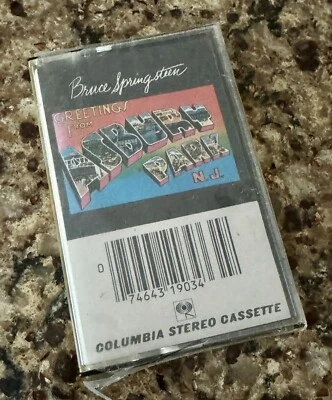 Bruce Springsteen
GREETINGS
FROM
ASBURY
PARK
N.J.
0
74643 19034
COLUMBIA STEREO CASSETTE